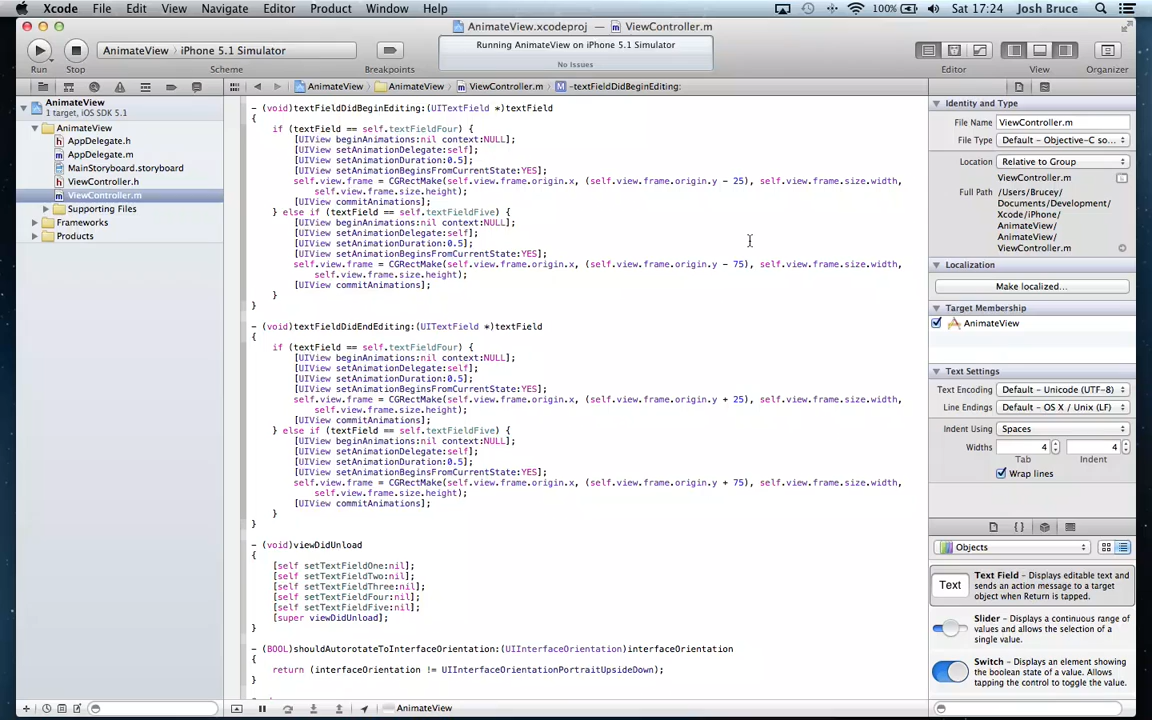 Xcode File Edit View Navigate Editor Product Window Help 100% Sat 17:24 Josh Bruce
AnimateView.xcodeproj — ViewController.m
AnimateView iPhone 5.1 Simulator
Running AnimateView on iPhone 5.1 Simulator
No Issues
Run Stop Scheme Breakpoints Editor View Organizer
AnimateView AnimateView ViewController.m M -textFieldDidBeginEditing:
AnimateView
1 target, iOS SDK 5.1
AnimateView
AppDelegate.h
AppDelegate.m
MainStoryboard.storyboard
ViewController.h
ViewController.m
Supporting Files
Frameworks
Products
- (void)textFieldDidBeginEditing:(UITextField *)textField
{
if (textField == self.textFieldFour) {
[UIView beginAnimations:nil context:NULL];
[UIView setAnimationDelegate:self];
[UIView setAnimationDuration:0.5];
[UIView setAnimationBeginsFromCurrentState:YES];
self.view.frame = CGRectMake(self.view.frame.origin.x, (self.view.frame.origin.y - 25), self.view.frame.size.width,
self.view.frame.size.height);
[UIView commitAnimations];
} else if (textField == self.textFieldFive) {
[UIView beginAnimations:nil context:NULL];
[UIView setAnimationDelegate:self];
[UIView setAnimationDuration:0.5];
[UIView setAnimationBeginsFromCurrentState:YES];
self.view.frame = CGRectMake(self.view.frame.origin.x, (self.view.frame.origin.y - 75), self.view.frame.size.width,
self.view.frame.size.height);
[UIView commitAnimations];
}
}
- (void)textFieldDidEndEditing:(UITextField *)textField
{
if (textField == self.textFieldFour) {
[UIView beginAnimations:nil context:NULL];
[UIView setAnimationDelegate:self];
[UIView setAnimationDuration:0.5];
[UIView setAnimationBeginsFromCurrentState:YES];
self.view.frame = CGRectMake(self.view.frame.origin.x, (self.view.frame.origin.y + 25), self.view.frame.size.width,
self.view.frame.size.height);
[UIView commitAnimations];
} else if (textField == self.textFieldFive) {
[UIView beginAnimations:nil context:NULL];
[UIView setAnimationDelegate:self];
[UIView setAnimationDuration:0.5];
[UIView setAnimationBeginsFromCurrentState:YES];
self.view.frame = CGRectMake(self.view.frame.origin.x, (self.view.frame.origin.y + 75), self.view.frame.size.width,
self.view.frame.size.height);
[UIView commitAnimations];
}
}
- (void)viewDidUnload
{
[self setTextFieldOne:nil];
[self setTextFieldTwo:nil];
[self setTextFieldThree:nil];
[self setTextFieldFour:nil];
[self setTextFieldFive:nil];
[super viewDidUnload];
}
- (BOOL)shouldAutorotateToInterfaceOrientation:(UIInterfaceOrientation)interfaceOrientation
{
return (interfaceOrientation != UIInterfaceOrientationPortraitUpsideDown);
}
AnimateView
Identity and Type
File Name ViewController.m
File Type Default - Objective-C so...
Location Relative to Group
ViewController.m
Full Path /Users/Brucey/
Documents/Development/
Xcode/iPhone/
AnimateView/
AnimateView/
ViewController.m
Localization
Make localized...
Target Membership
AnimateView
Text Settings
Text Encoding Default - Unicode (UTF-8)
Line Endings Default - OS X / Unix (LF)
Indent Using Spaces
Widths 4 4
Tab Indent
Wrap lines
{ }
Objects
Text Text Field - Displays editable text and
sends an action message to a target
object when Return is tapped.
Slider - Displays a continuous range of
values and allows the selection of a
single value.
Switch - Displays an element showing
the boolean state of a value. Allows
tapping the control to toggle the value.